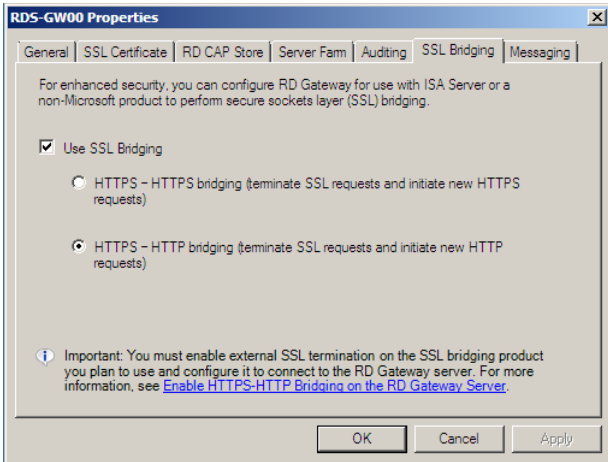 RDS-GW00 Properties
General SSL Certificate RD CAP Store Server Farm Auditing SSL Bridging Messaging
For enhanced security, you can configure RD Gateway for use with ISA Server or a
non-Microsoft product to perform secure sockets layer (SSL) bridging.
Use SSL Bridging
HTTPS – HTTPS bridging (terminate SSL requests and initiate new HTTPS
requests)
HTTPS – HTTP bridging (terminate SSL requests and initiate new HTTP
requests)
Important: You must enable external SSL termination on the SSL bridging product
you plan to use and configure it to connect to the RD Gateway server. For more
information, see Enable HTTPS-HTTP Bridging on the RD Gateway Server.
OK Cancel Apply